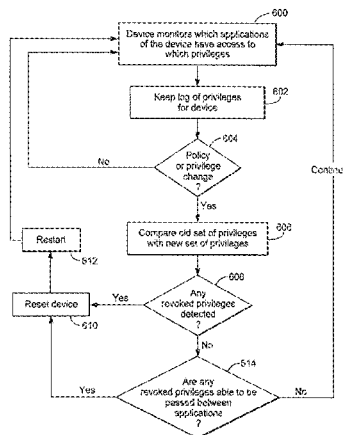 600
Device monitors which applications
of the device have access to
which privileges
602
Keep log of privileges
for device
604
Policy
or privilege
change
?
No
Yes
Continue
606
Compare old set of privileges
with new set of privileges
608
Any
revoked privileges
detected
?
Yes
No
Restart
612
Reset device
610
614
Are any
revoked privileges able to be
passed between
applications
?
Yes
No